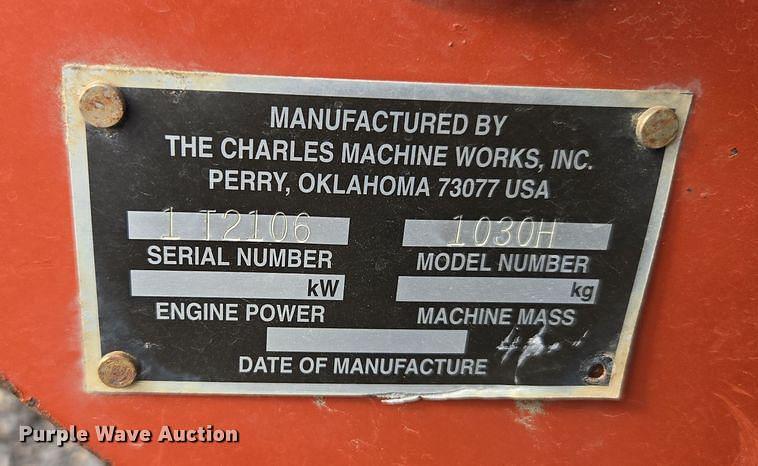 MANUFACTURED BY
THE CHARLES MACHINE WORKS, INC.
PERRY, OKLAHOMA 73077 USA
1T2106 1030H
SERIAL NUMBER MODEL NUMBER
kW kg
ENGINE POWER MACHINE MASS
DATE OF MANUFACTURE
Purple Wave Auction